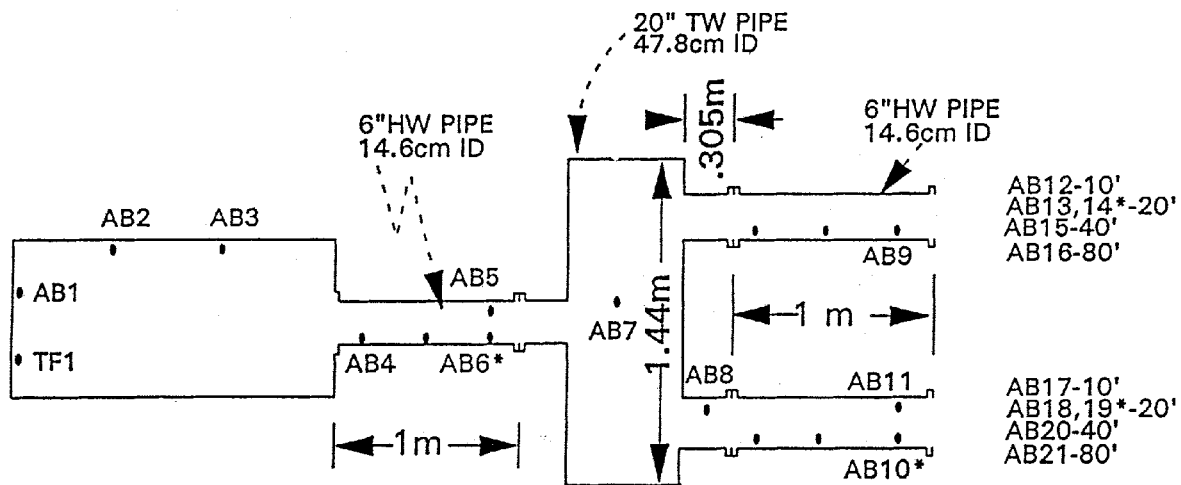 20" TW PIPE
47.8cm ID
6"HW PIPE
14.6cm ID
.305m
6"HW PIPE
14.6cm ID
AB12-10'
AB13,14*-20'
AB15-40'
AB16-80'
AB2
AB3
AB1
TF1
AB5
AB4
AB6*
AB7
1.44m
AB9
1 m
AB8
AB11
AB10*
1m
AB17-10'
AB18,19*-20'
AB20-40'
AB21-80'